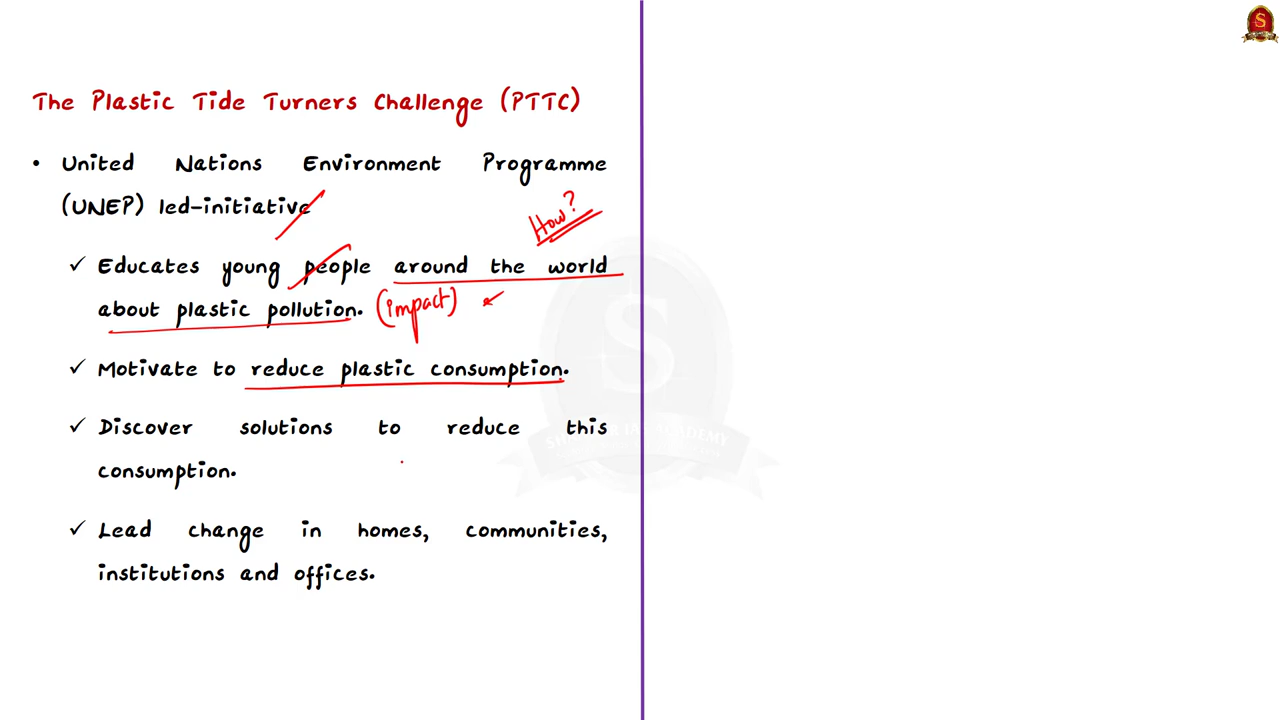 The Plastic Tide Turners Challenge (PTTC)
• United Nations Environment Programme
(UNEP) led-initiative
How?
✓ Educates young people around the world
about plastic pollution. (impact)
✓ Motivate to reduce plastic consumption.
✓ Discover solutions to reduce this
consumption.
✓ Lead change in homes, communities,
institutions and offices.
S
S